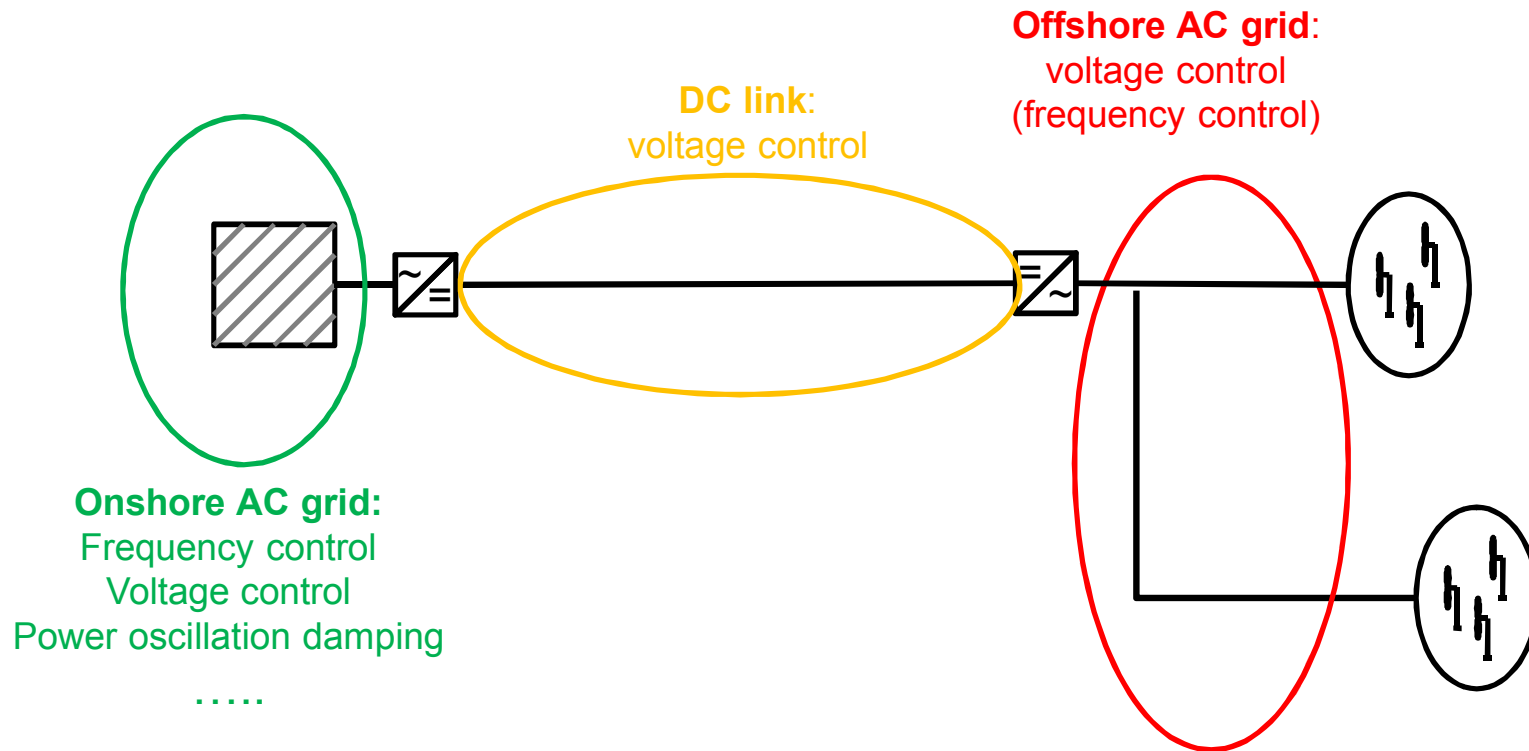 Offshore AC grid:
voltage control
(frequency control)
DC link:
voltage control
~
=
=
~
Onshore AC grid:
Frequency control
Voltage control
Power oscillation damping
.....